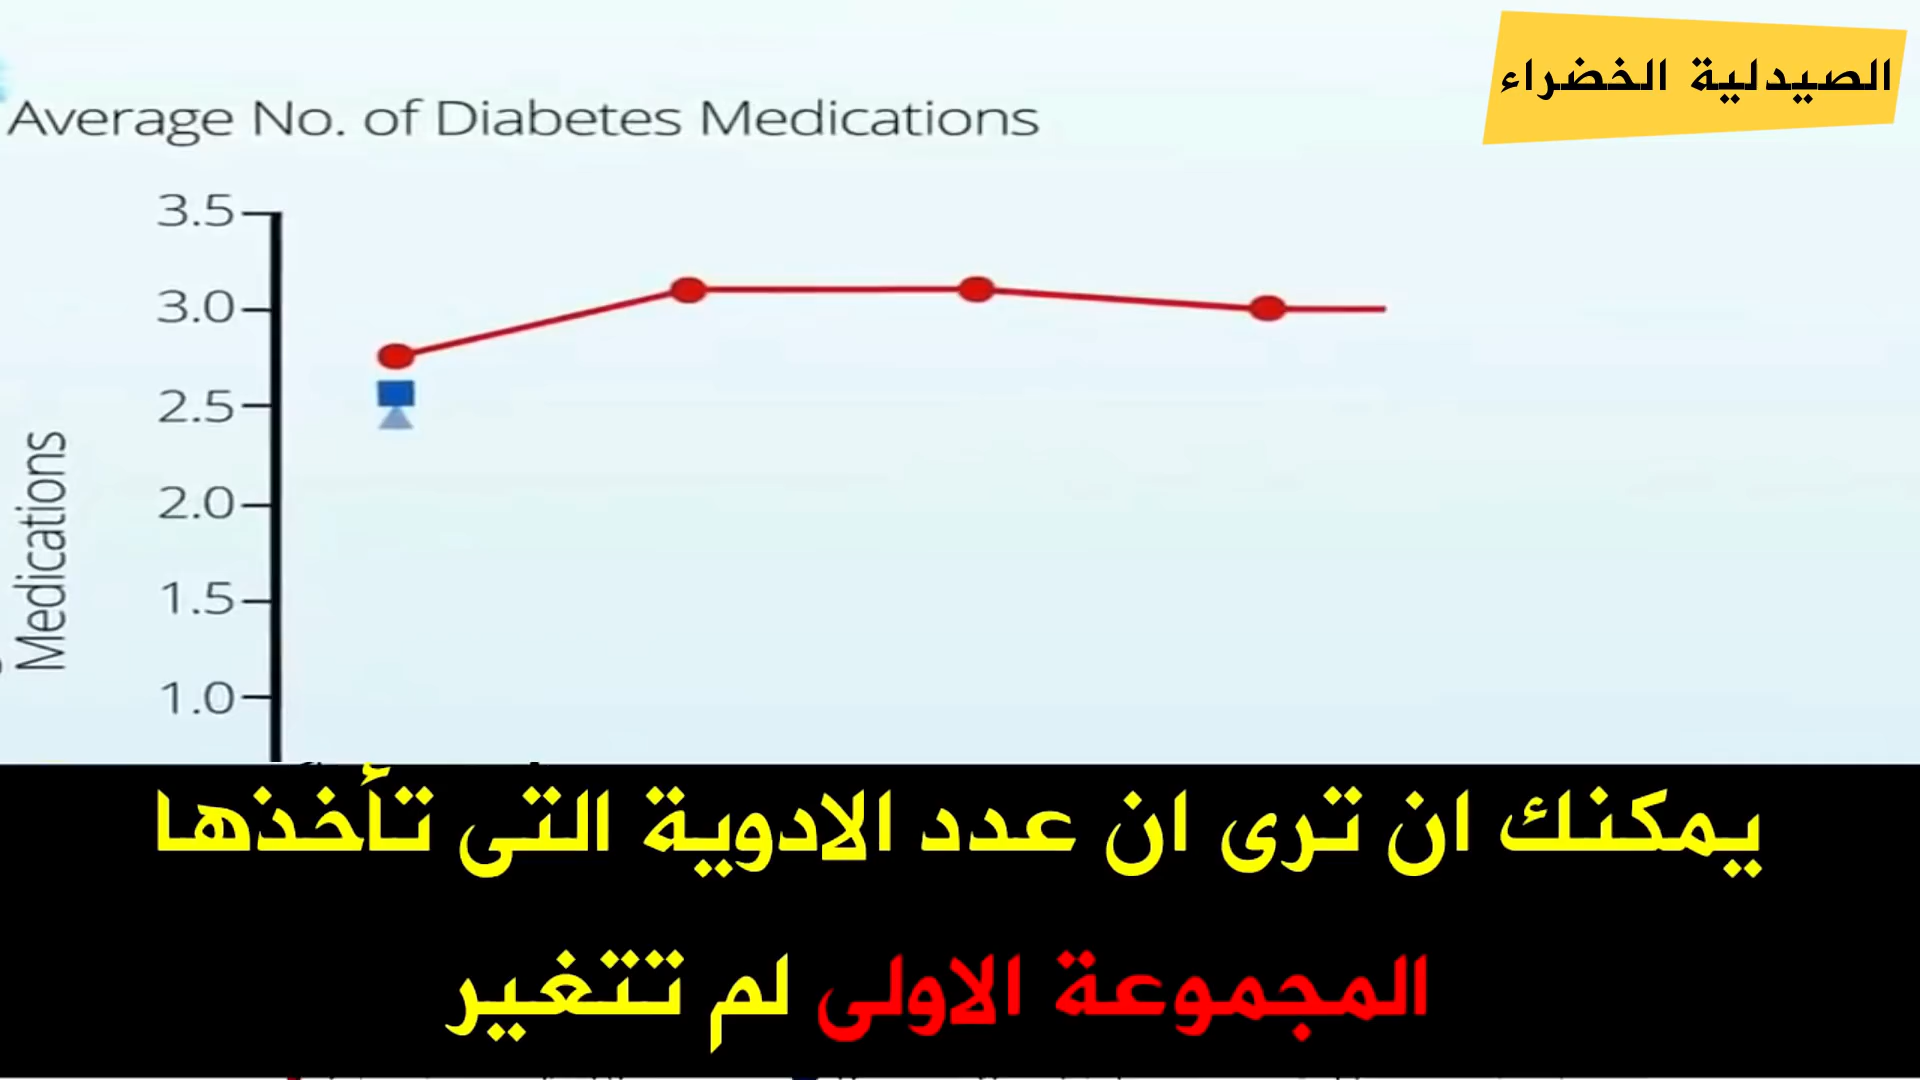 الصيدلية الخضراء
Average No. of Diabetes Medications
3.5
3.0
2.5
2.0
1.5
1.0
Medications
يمكنك ان ترى ان عدد الادوية التى تأخذها
المجموعة الاولى لم تتغير